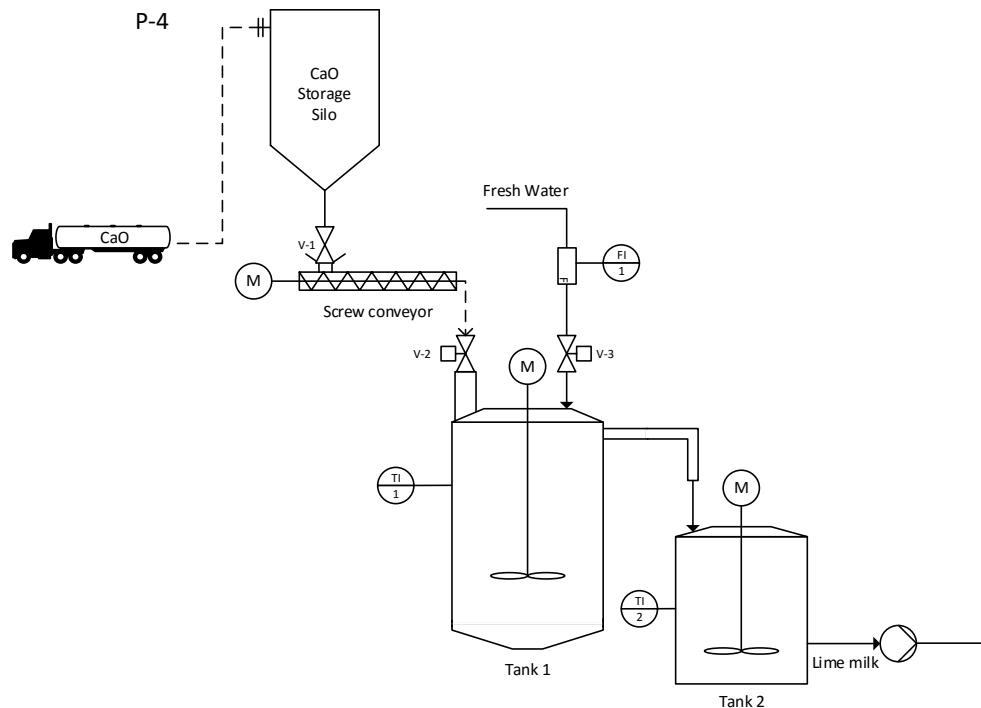 P-4
CaO
Storage
Silo
Fresh Water
CaO
V-1
FI
1
F
M
Screw conveyor
V-2
M
V-3
TI
1
M
TI
2
Lime milk
Tank 1
Tank 2